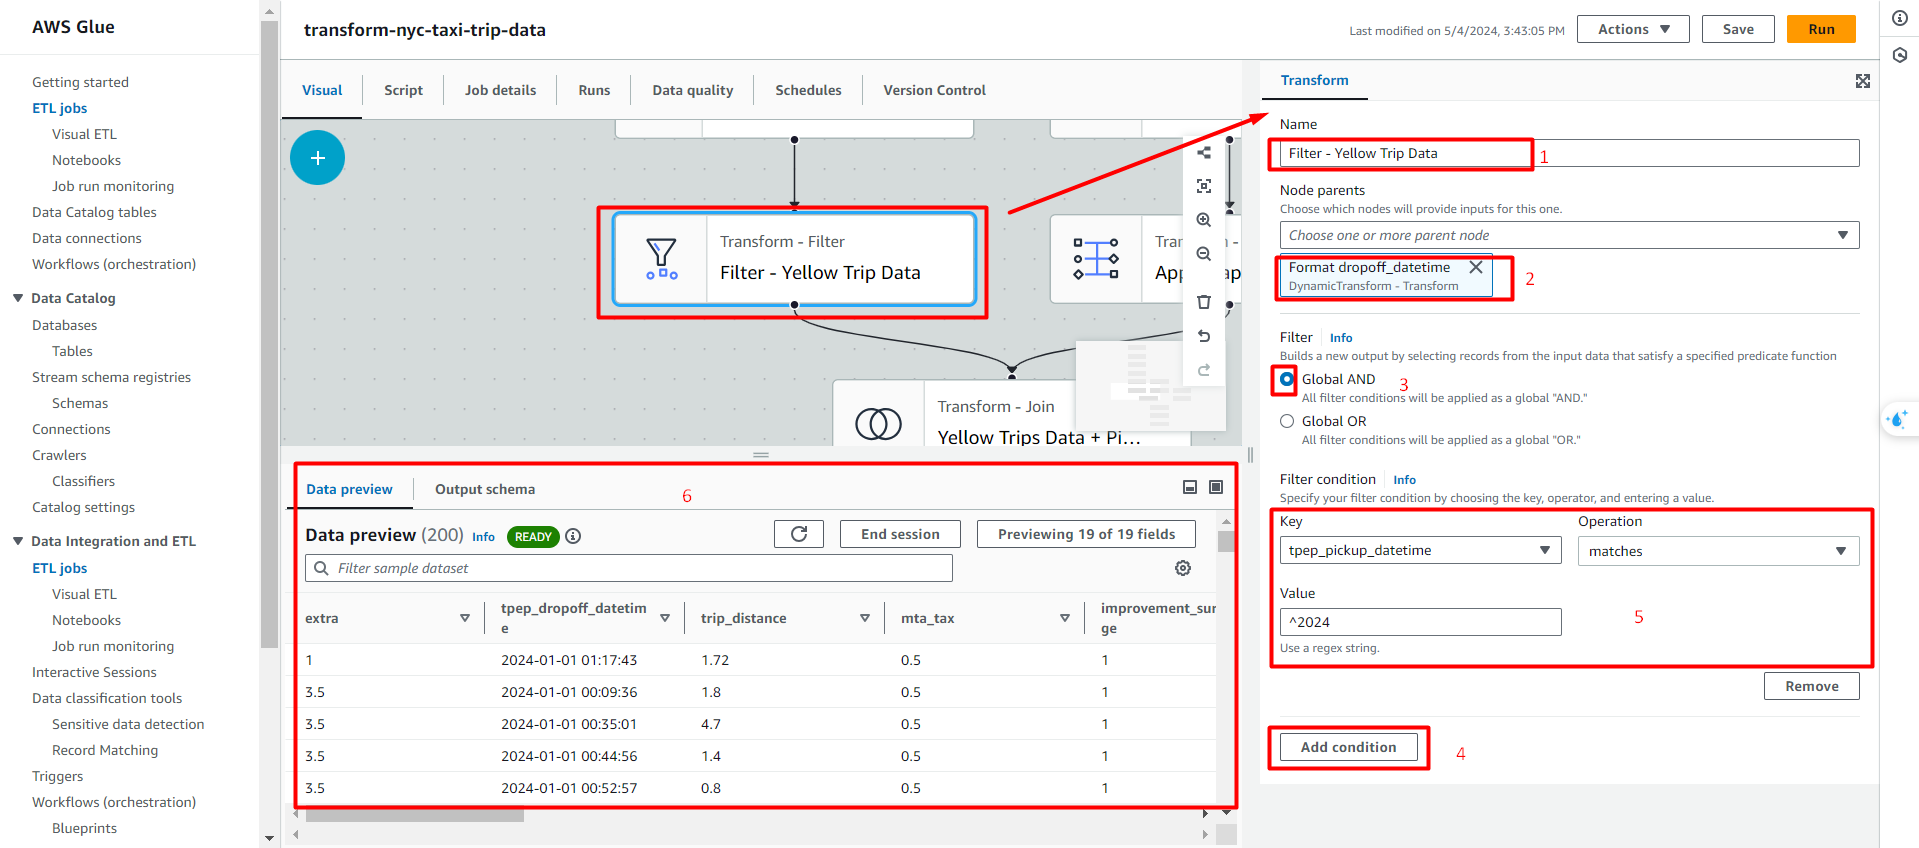 AWS Glue
Getting started
ETL jobs
Visual ETL
Notebooks
Job run monitoring
Data Catalog tables
Data connections
Workflows (orchestration)
Data Catalog
Databases
Tables
Stream schema registries
Schemas
Connections
Crawlers
Classifiers
Catalog settings
Data Integration and ETL
ETL jobs
Visual ETL
Notebooks
Job run monitoring
Interactive Sessions
Data classification tools
Sensitive data detection
Record Matching
Triggers
Workflows (orchestration)
Blueprints
transform-nyc-taxi-trip-data
Last modified on 5/4/2024, 3:43:05 PM
Actions
Save
Run
Visual
Script
Job details
Runs
Data quality
Schedules
Version Control
Transform - Filter
Filter - Yellow Trip Data
Transform - Join
Yellow Trips Data + Pi...
Data preview
Output schema
6
Data preview (200) Info READY
End session
Previewing 19 of 19 fields
Filter sample dataset
extra
tpep_dropoff_datetim
e
trip_distance
mta_tax
improvement_sur
ge
1 2024-01-01 01:17:43 1.72 0.5 1
3.5 2024-01-01 00:09:36 1.8 0.5 1
3.5 2024-01-01 00:35:01 4.7 0.5 1
3.5 2024-01-01 00:44:56 1.4 0.5 1
3.5 2024-01-01 00:52:57 0.8 0.5 1
Transform
Name
Filter - Yellow Trip Data
1
Node parents
Choose which nodes will provide inputs for this one.
Choose one or more parent node
Format dropoff_datetime
DynamicTransform - Transform
2
Filter Info
Builds a new output by selecting records from the input data that satisfy a specified predicate function
Global AND
3
All filter conditions will be applied as a global "AND."
Global OR
All filter conditions will be applied as a global "OR."
Filter condition Info
Specify your filter condition by choosing the key, operator, and entering a value.
Key
Operation
tpep_pickup_datetime
matches
Value
^2024
5
Use a regex string.
Remove
Add condition
4